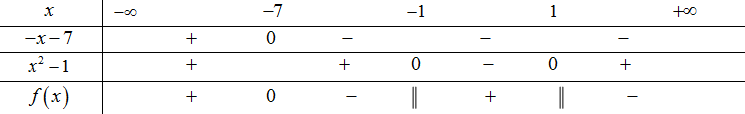 x −∞ −7 −1 1 +∞
−x−7 + 0 − − −
x² −1 + + 0 − 0 +
f(x) + 0 − || + || −